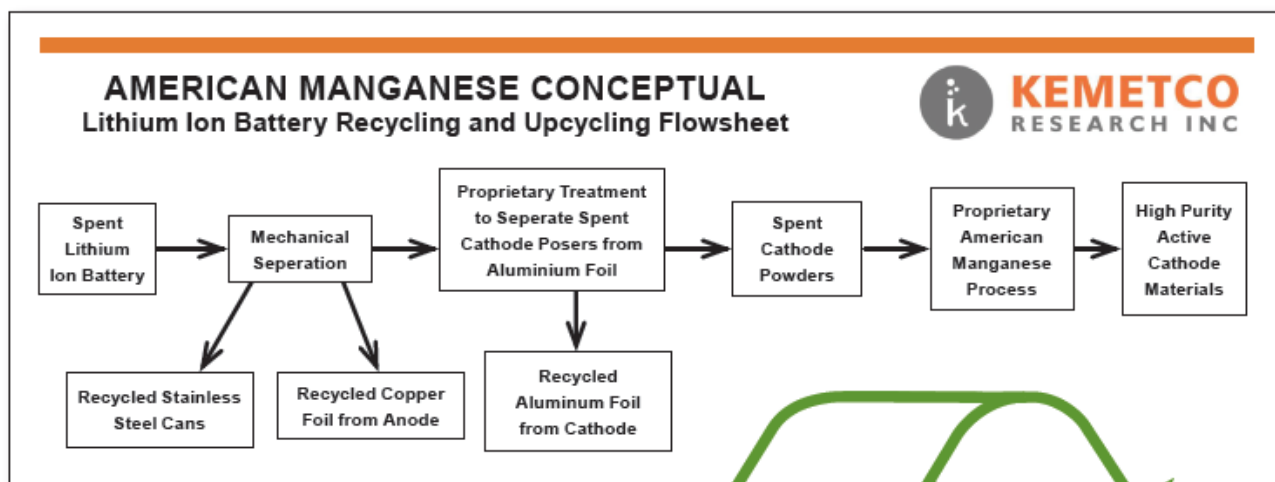 AMERICAN MANGANESE CONCEPTUAL
Lithium Ion Battery Recycling and Upcycling Flowsheet
k
KEMETCO
RESEARCH INC
Spent
Lithium
Ion Battery
Mechanical
Seperation
Proprietary Treatment
to Seperate Spent
Cathode Posers from
Aluminium Foil
Spent
Cathode
Powders
Proprietary
American
Manganese
Process
High Purity
Active
Cathode
Materials
Recycled Stainless
Steel Cans
Recycled Copper
Foil from Anode
Recycled
Aluminum Foil
from Cathode